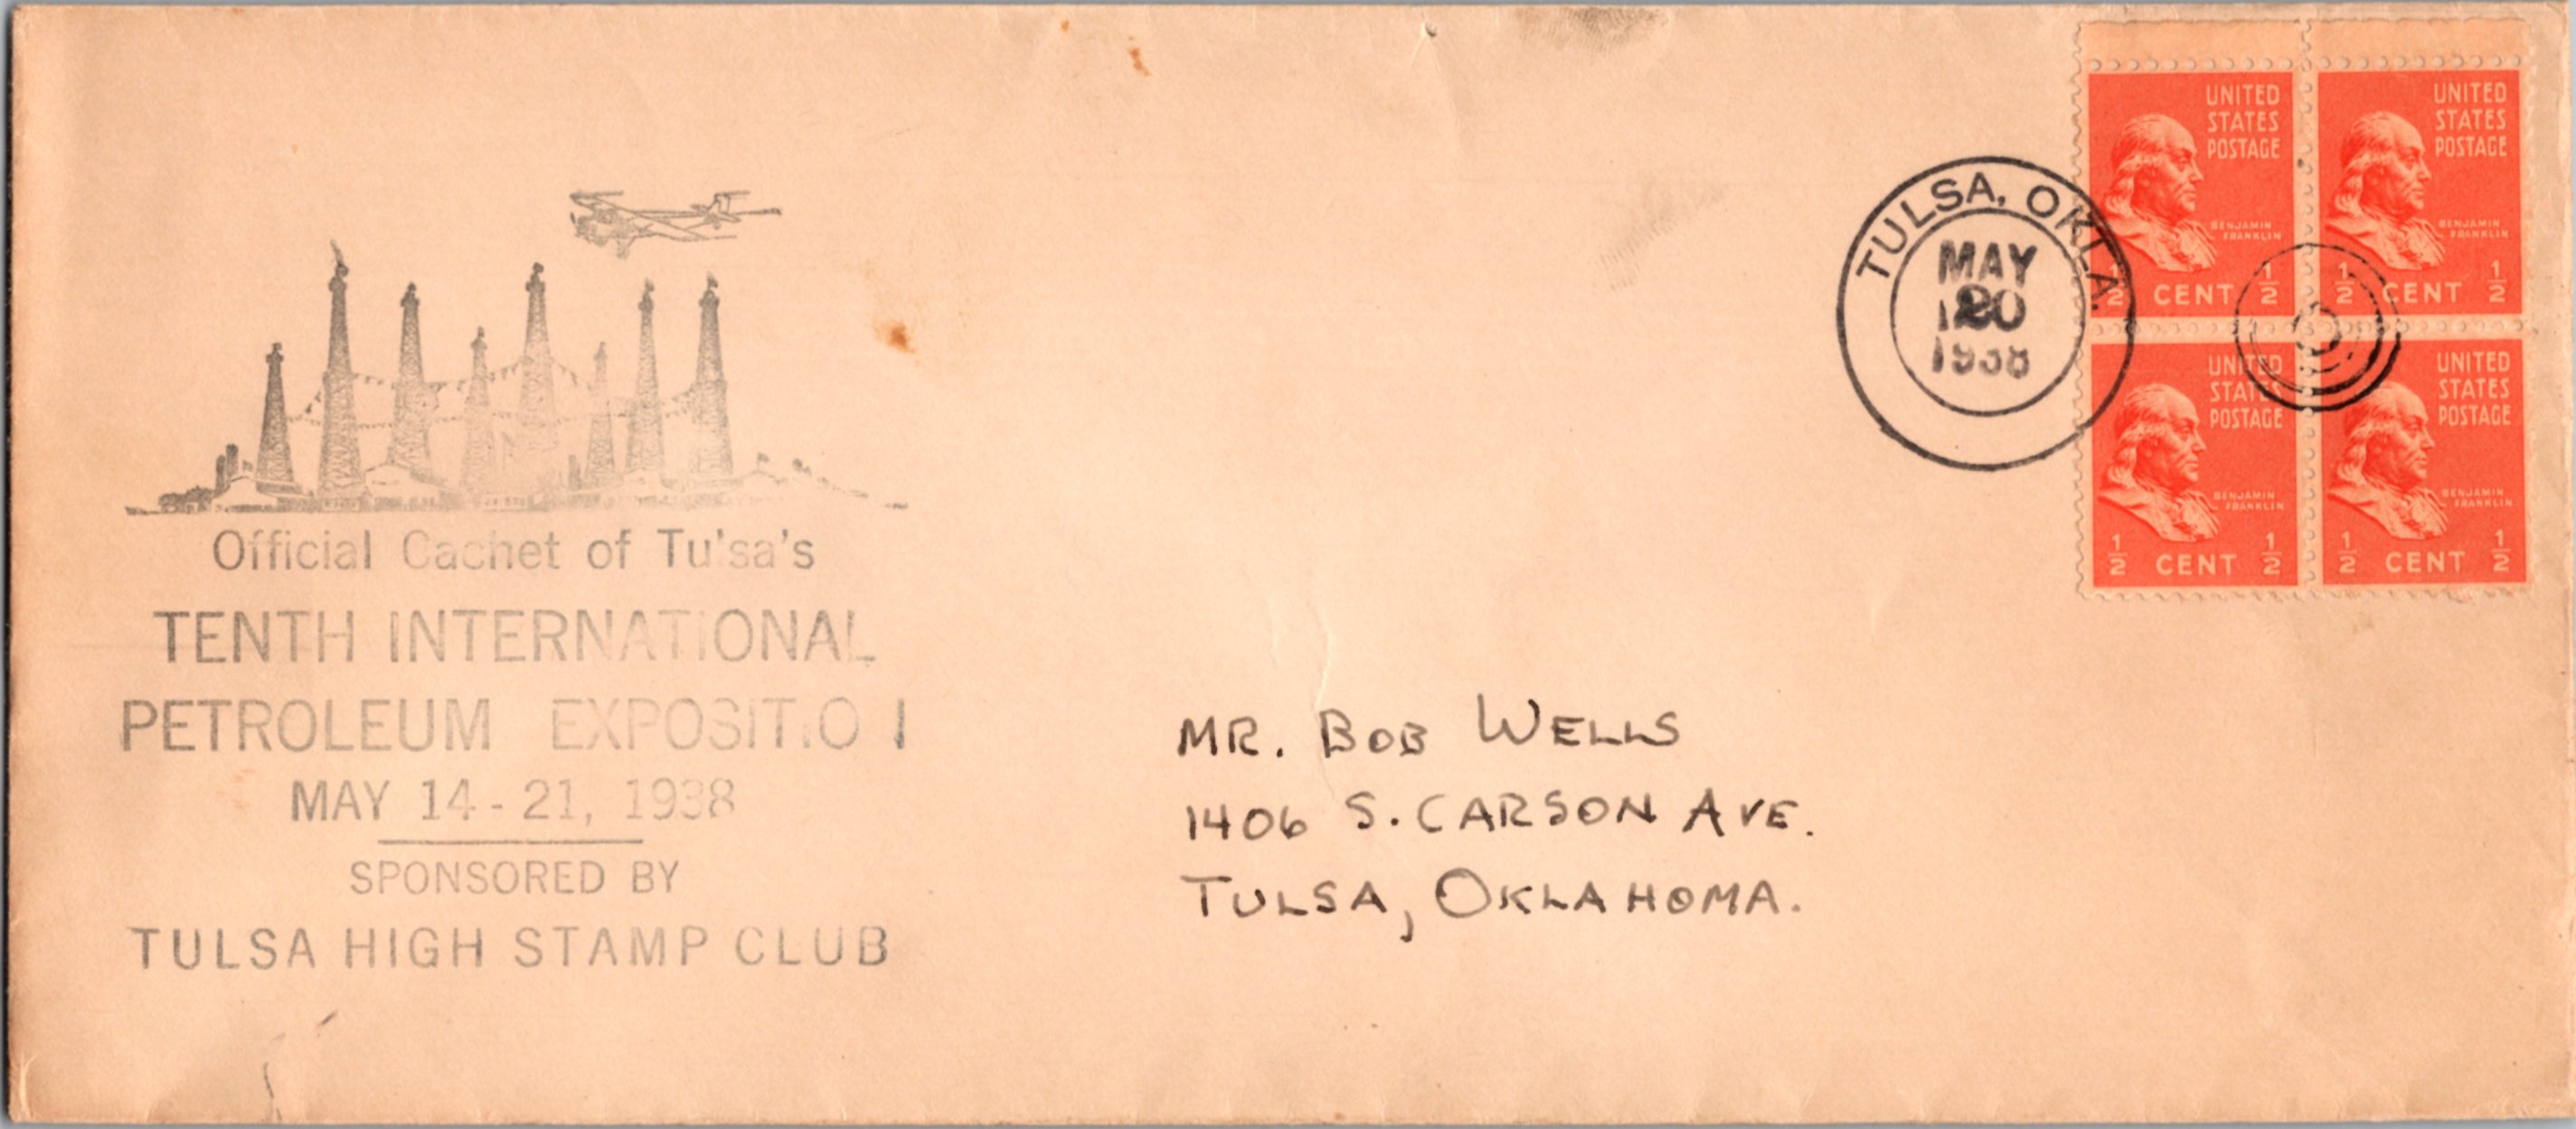 Official Cachet of Tulsa's
TENTH INTERNATIONAL
PETROLEUM EXPOSITION
MAY 14-21, 1938
SPONSORED BY
TULSA HIGH STAMP CLUB
TULSA, OKLA.
MAY
20
1938
UNITED
STATES
POSTAGE
BENJAMIN
FRANKLIN
1/2 CENT 1/2
UNITED
STATES
POSTAGE
BENJAMIN
FRANKLIN
1/2 CENT 1/2
UNITED
STATES
POSTAGE
BENJAMIN
FRANKLIN
1/2 CENT 1/2
UNITED
STATES
POSTAGE
BENJAMIN
FRANKLIN
1/2 CENT 1/2
MR. BOB WELLS
1406 S. CARSON AVE.
TULSA, OKLAHOMA.